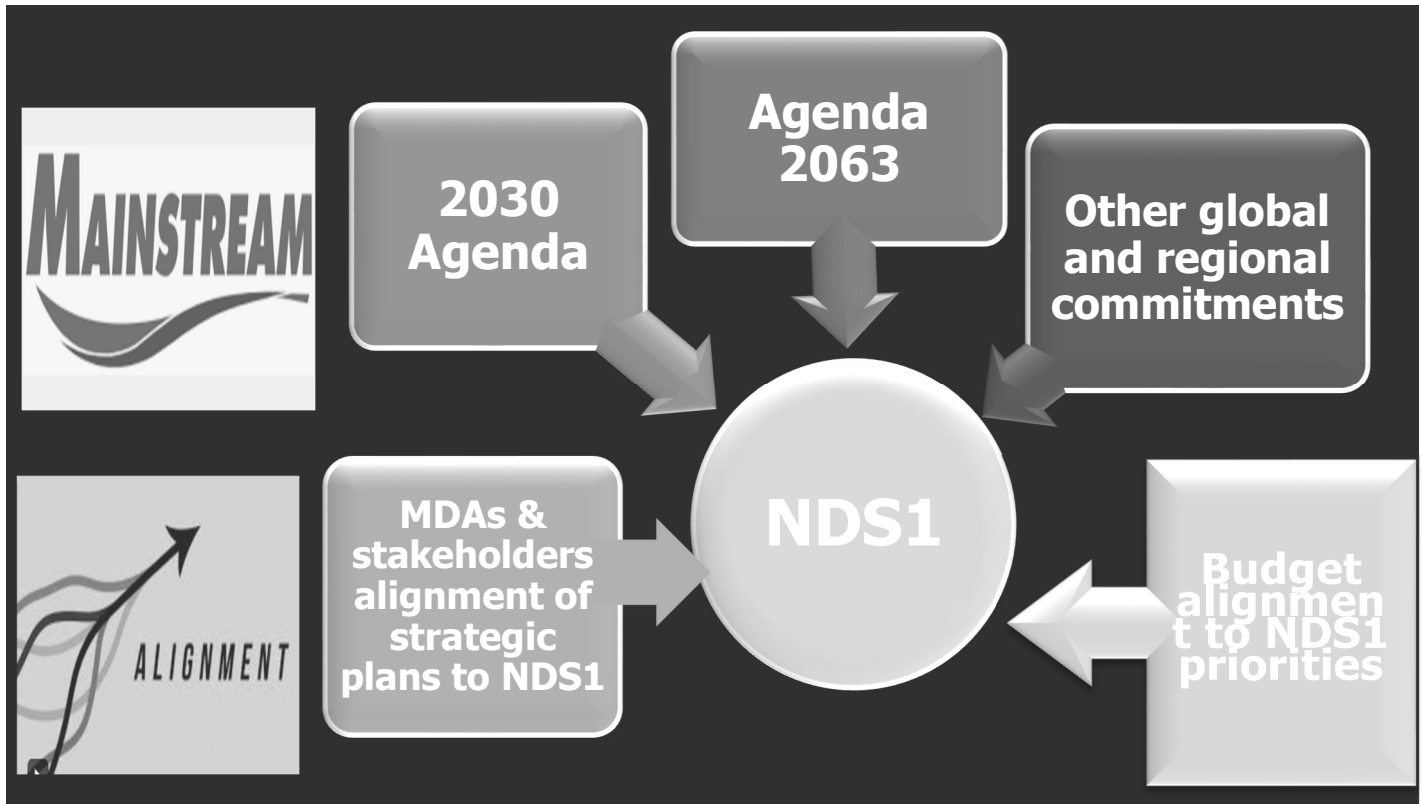 MAINSTREAM
2030
Agenda
Agenda
2063
Other global
and regional
commitments
ALIGNMENT
MDAs &
stakeholders
alignment of
strategic
plans to NDS1
NDS1
Budget
alignmen
t to NDS1
priorities